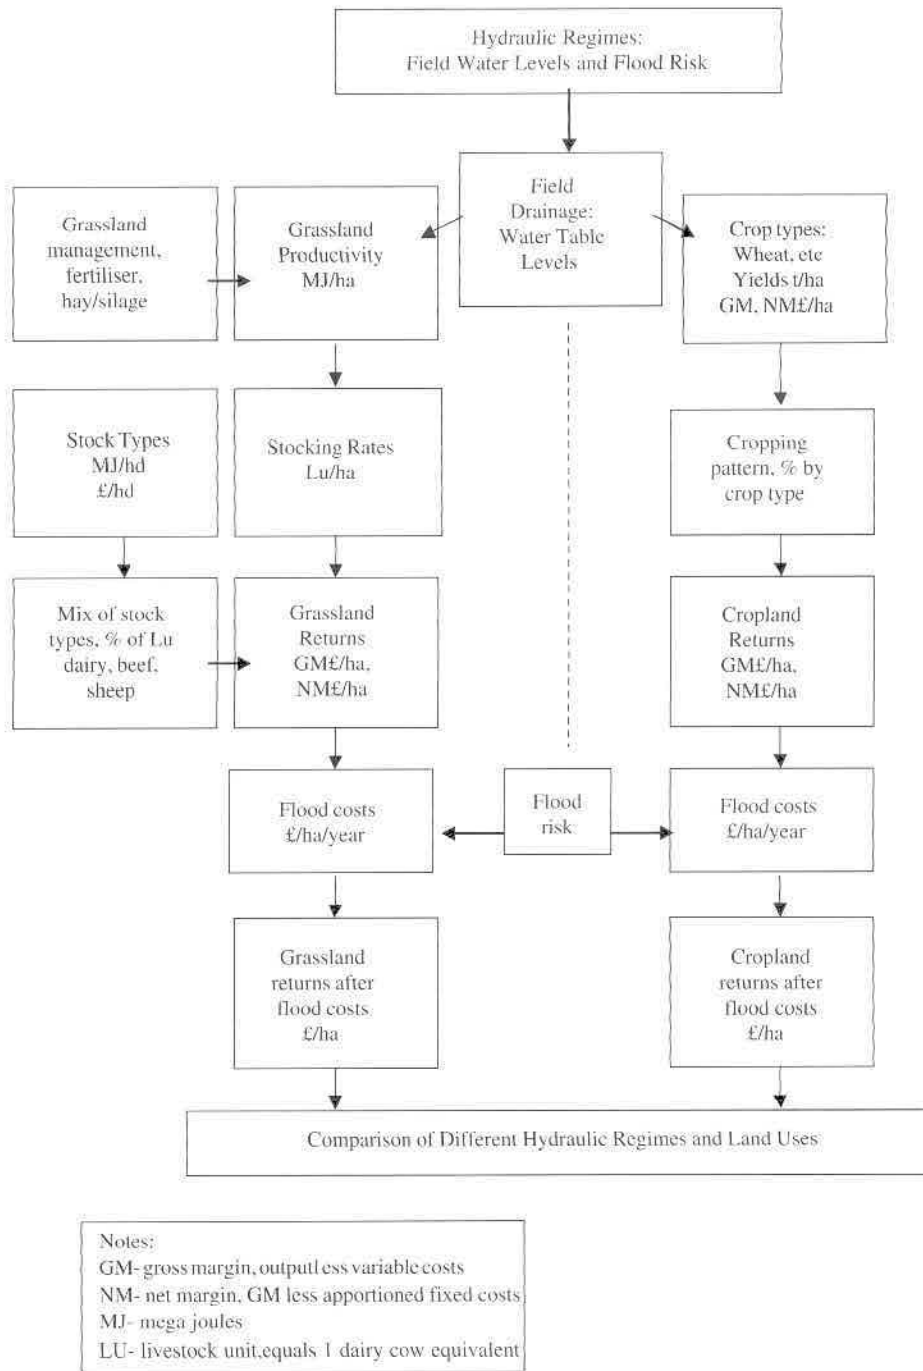 Hydraulic Regimes:
Field Water Levels and Flood Risk
Field
Drainage:
Water Table
Levels
Grassland
management,
fertiliser,
hay/silage
Grassland
Productivity
MJ/ha
Crop types:
Wheat, etc
Yields t/ha
GM, NM£/ha
Stock Types
MJ/hd
£/hd
Stocking Rates
Lu/ha
Cropping
pattern, % by
crop type
Mix of stock
types, % of Lu
dairy, beef,
sheep
Grassland
Returns
GM£/ha,
NM£/ha
Cropland
Returns
GM£/ha,
NM£/ha
Flood costs
£/ha/year
Flood
risk
Flood costs
£/ha/year
Grassland
returns after
flood costs
£/ha
Cropland
returns after
flood costs
£/ha
Comparison of Different Hydraulic Regimes and Land Uses
Notes:
GM- gross margin, outputl ess variable costs
NM- net margin, GM less apportioned fixed costs
MJ- mega joules
LU- livestock unit,equals 1 dairy cow equivalent